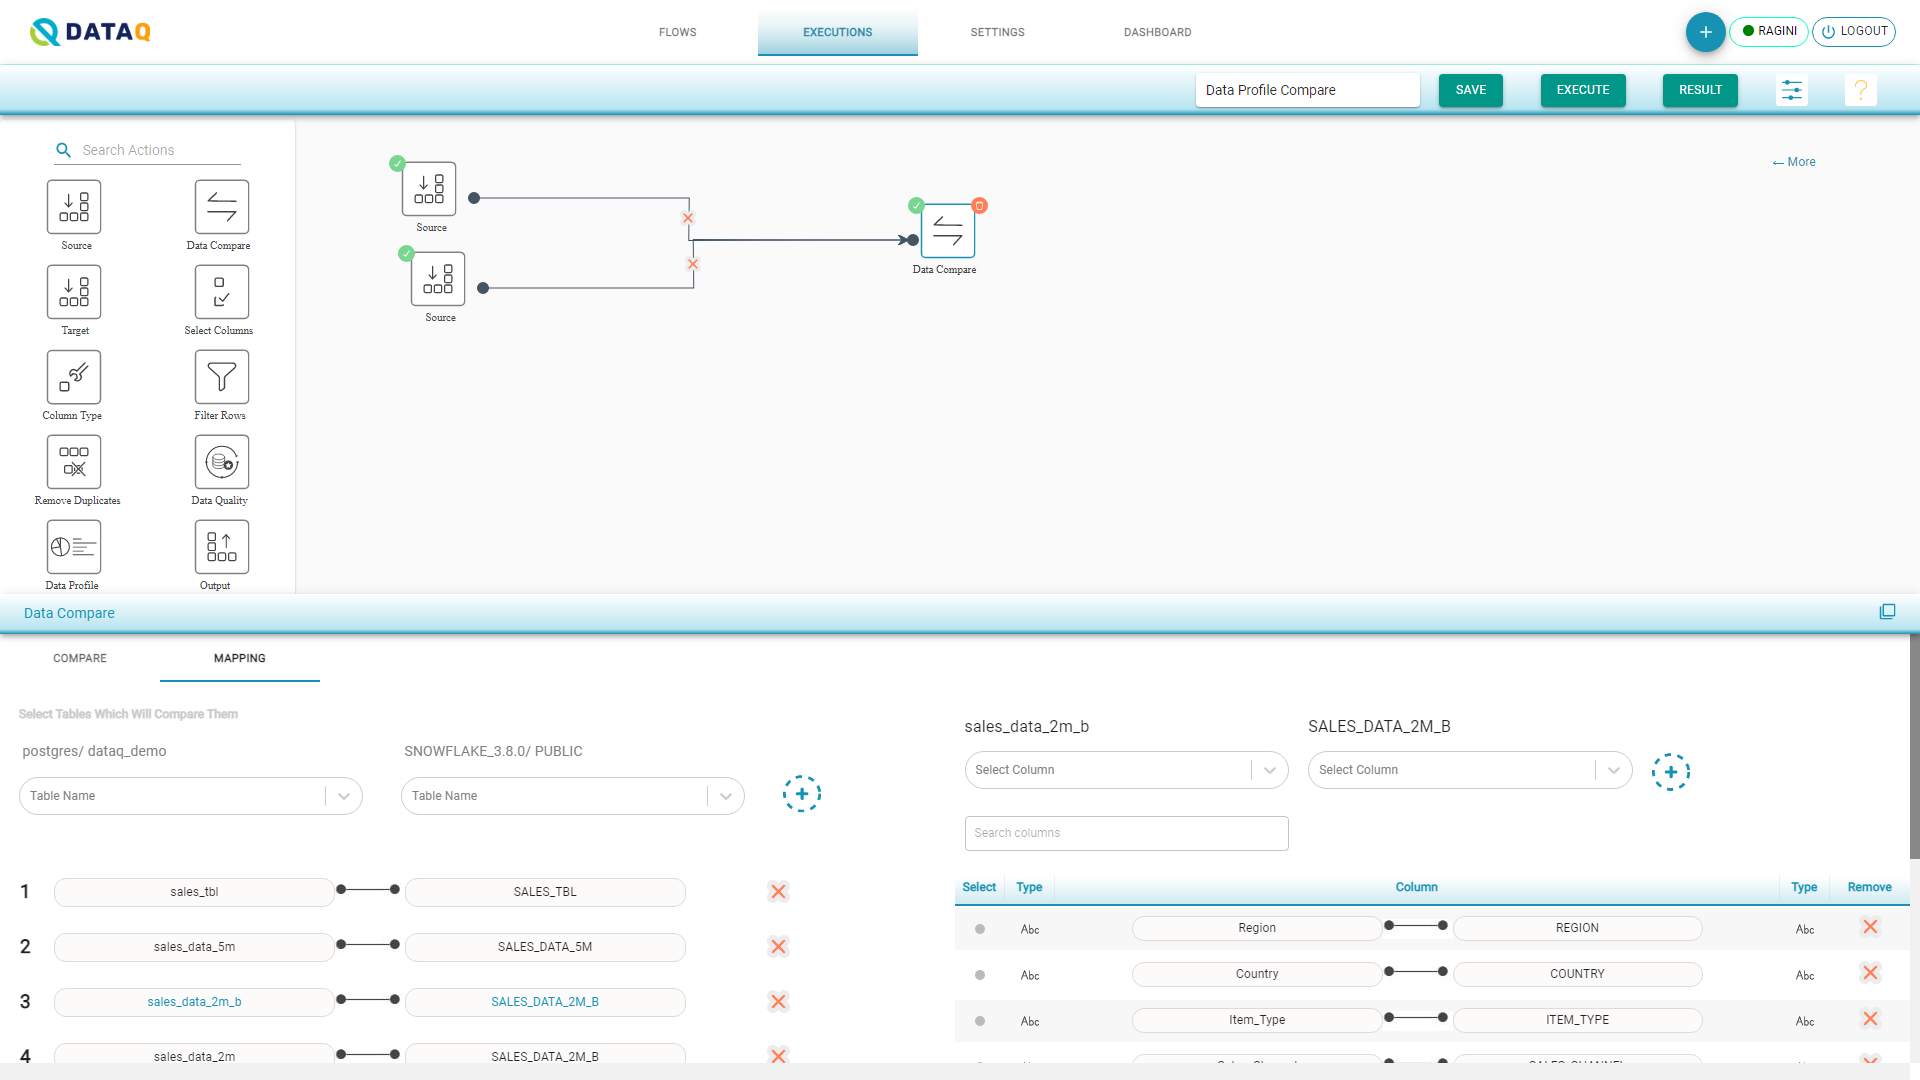 DATAQ
FLOWS
EXECUTIONS
SETTINGS
DASHBOARD
RAGINI
LOGOUT
Data Profile Compare
SAVE
EXECUTE
RESULT
?
Search Actions
Source
Data Compare
Target
Select Columns
Column Type
Filter Rows
Remove Duplicates
Data Quality
Data Profile
Output
Source
Source
Data Compare
← More
Data Compare
COMPARE
MAPPING
Select Tables Which Will Compare Them
postgres/ dataq_demo
SNOWFLAKE_3.8.0/ PUBLIC
Table Name
Table Name
1 sales_tbl SALES_TBL
2 sales_data_5m SALES_DATA_5M
3 sales_data_2m_b SALES_DATA_2M_B
4 sales_data_2m SALES_DATA_2M_B
sales_data_2m_b
SALES_DATA_2M_B
Select Column
Select Column
Search columns
Select Type Column Type Remove
Abc Region REGION Abc
Abc Country COUNTRY Abc
Abc Item_Type ITEM_TYPE Abc
SALES_CHANNEL